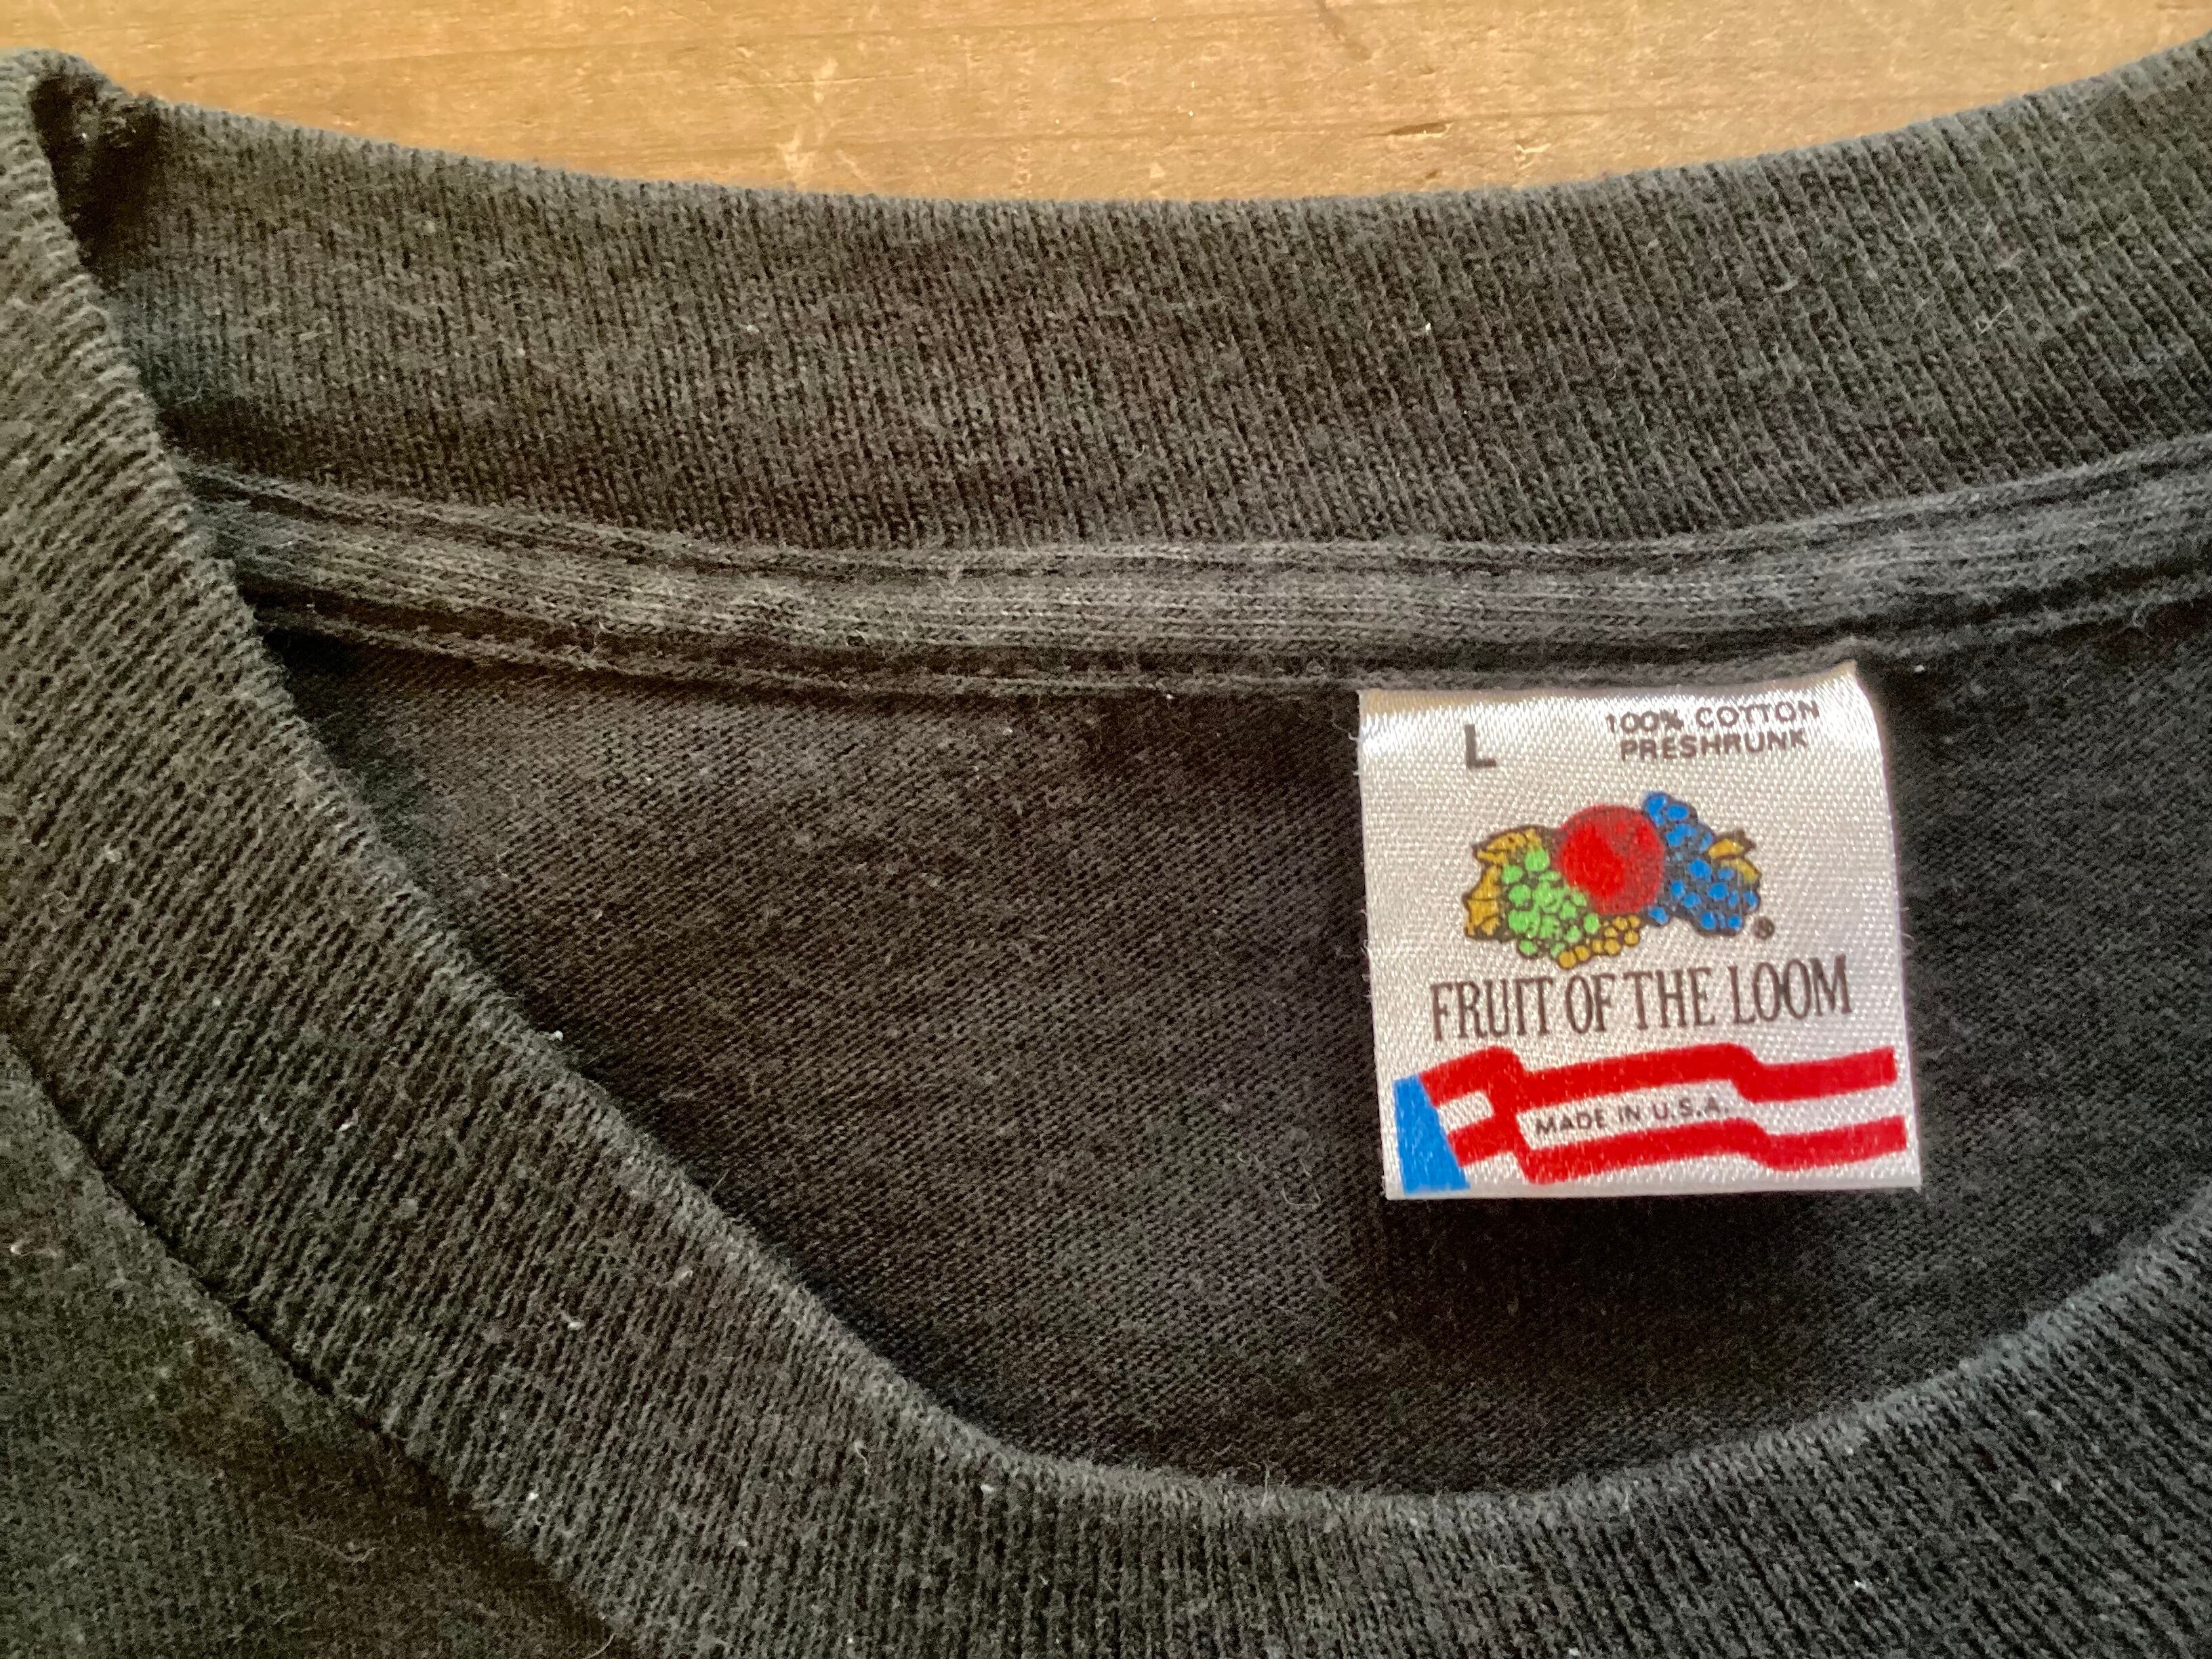 L
100% COTTON
PRESHRUNK
®
FRUIT OF THE LOOM
MADE IN U.S.A.